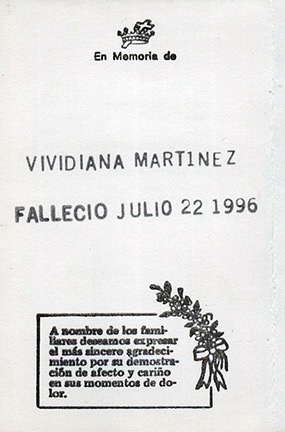 En Memoria de
VIVIDIANA MARTINEZ
FALLECIO JULIO 22 1996
A nombre de los fami-
liares deseamos expresar
el más sincero agradeci-
miento por su demostra-
ción de afecto y cariño
en sus momentos de do-
lor.